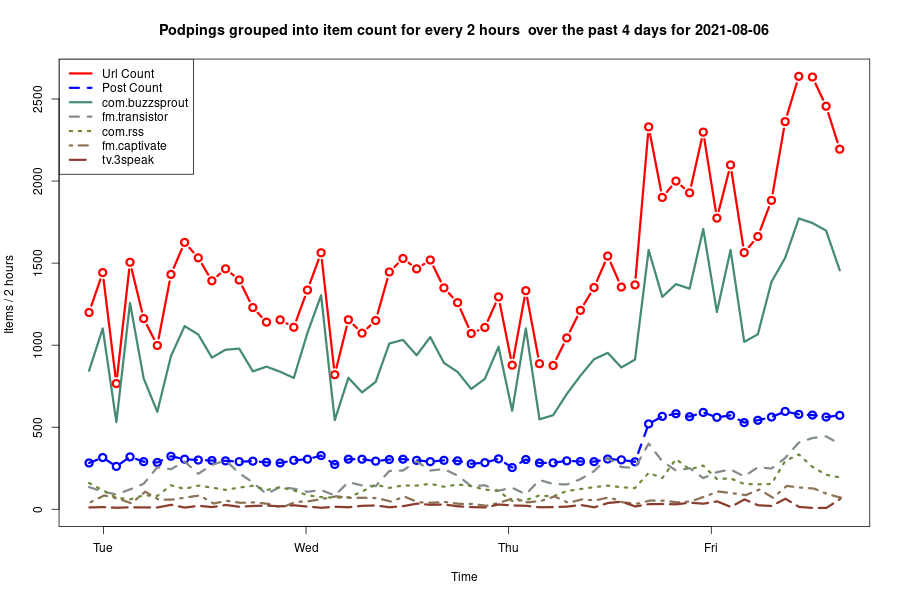 Podpings grouped into item count for every 2 hours  over the past 4 days for 2021-08-06
Url Count
Post Count
com.buzzsprout
fm.transistor
com.rss
fm.captivate
tv.3speak
Items / 2 hours
2500
2000
1500
1000
500
0
Tue
Wed
Thu
Fri
Time